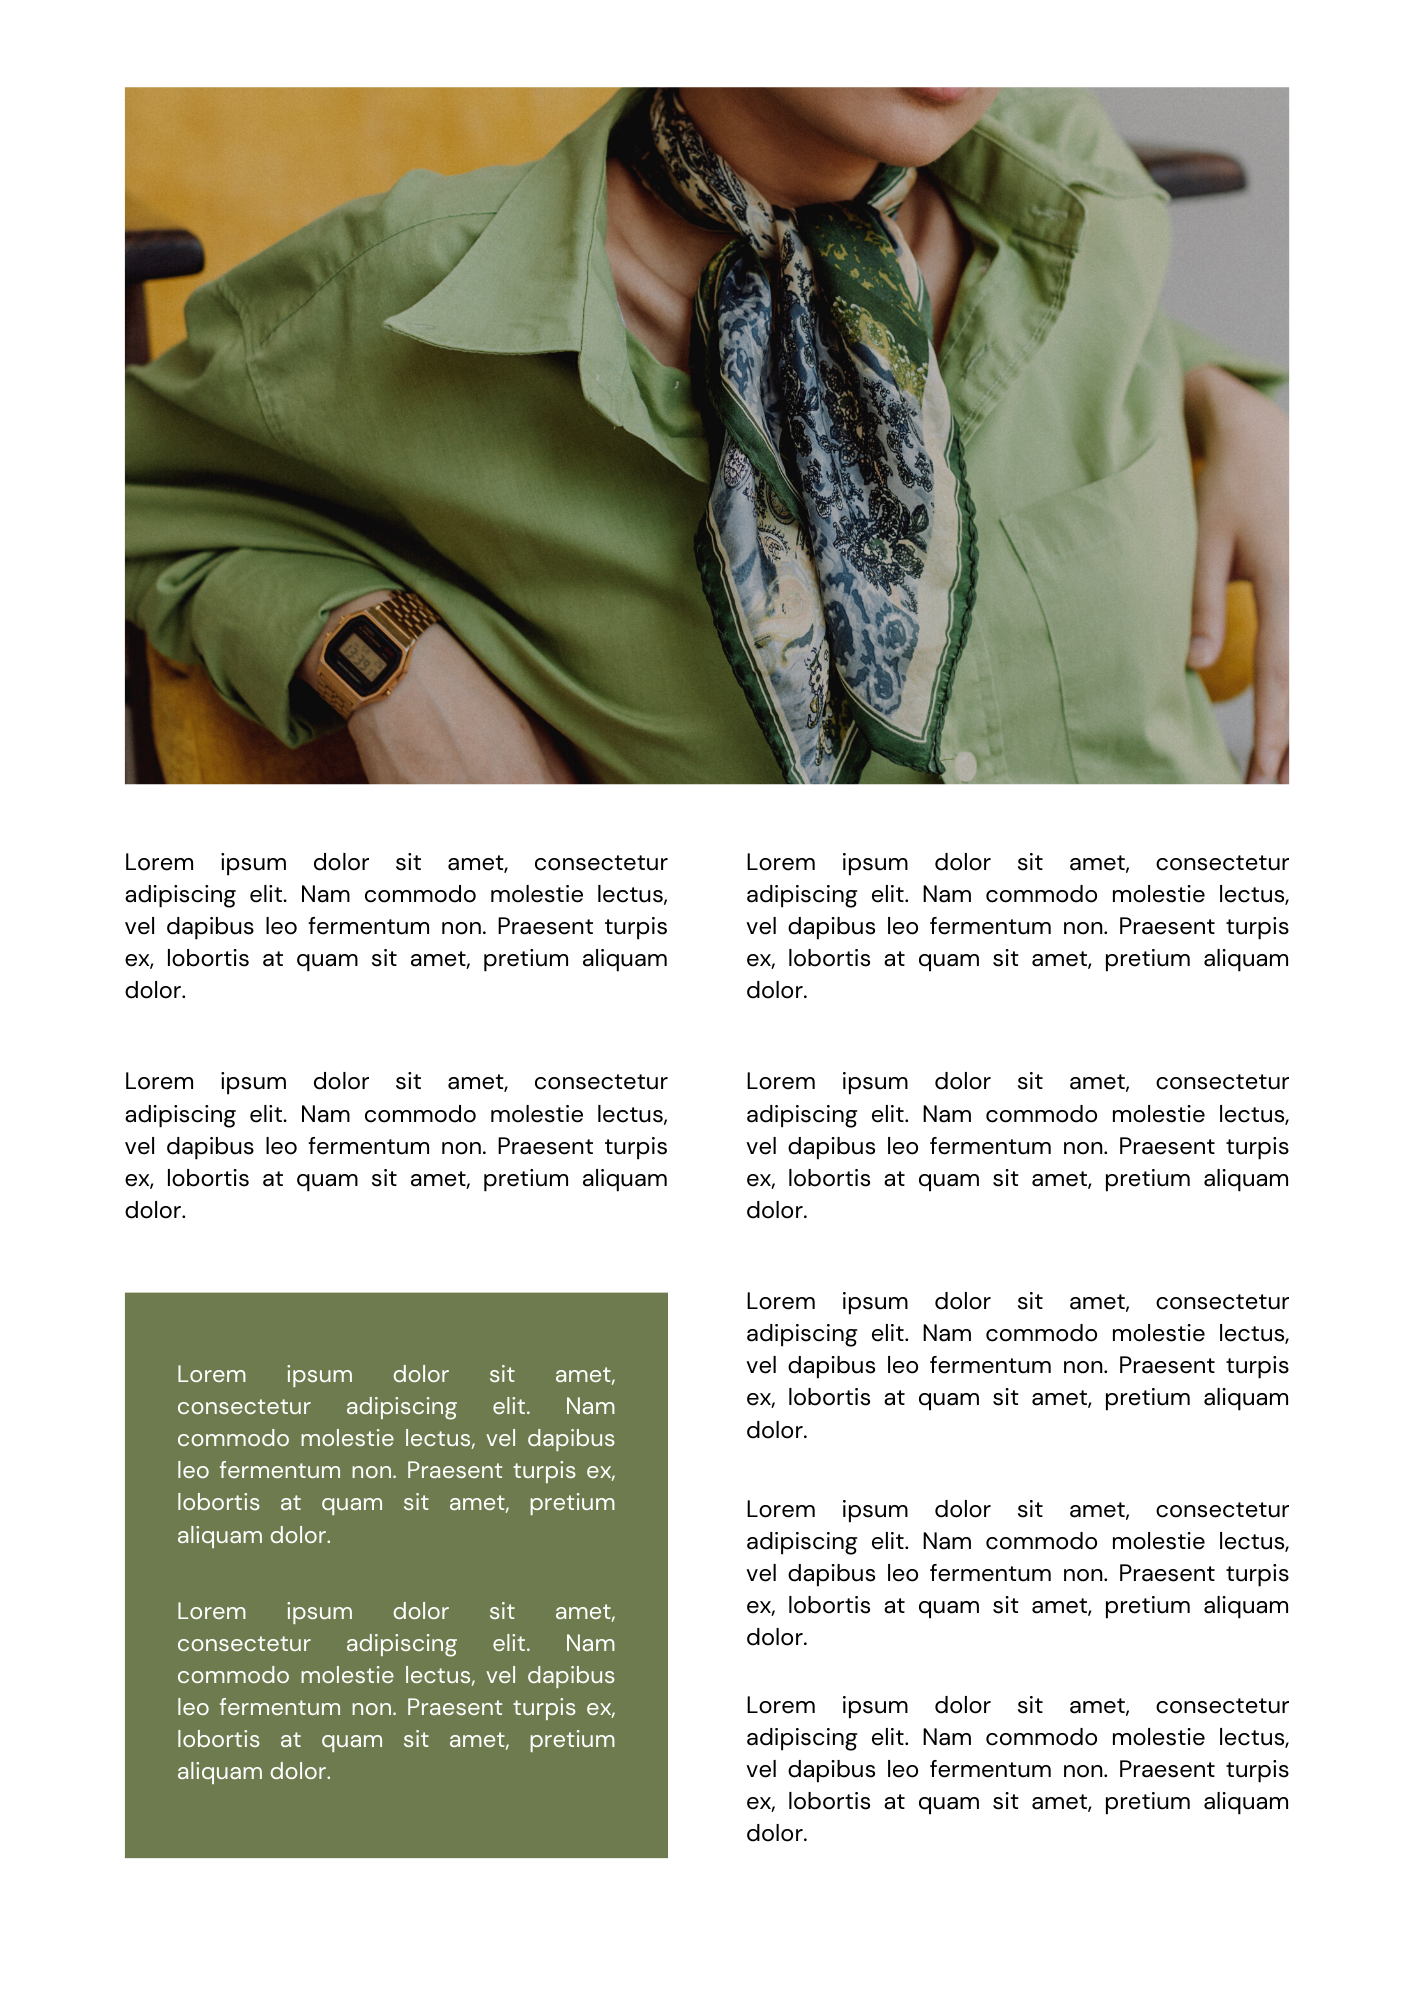 Lorem ipsum dolor sit amet, consectetur
adipiscing elit. Nam commodo molestie lectus,
vel dapibus leo fermentum non. Praesent turpis
ex, lobortis at quam sit amet, pretium aliquam
dolor.
Lorem ipsum dolor sit amet, consectetur
adipiscing elit. Nam commodo molestie lectus,
vel dapibus leo fermentum non. Praesent turpis
ex, lobortis at quam sit amet, pretium aliquam
dolor.
Lorem ipsum dolor sit amet,
consectetur adipiscing elit. Nam
commodo molestie lectus, vel dapibus
leo fermentum non. Praesent turpis ex,
lobortis at quam sit amet, pretium
aliquam dolor.
Lorem ipsum dolor sit amet,
consectetur adipiscing elit. Nam
commodo molestie lectus, vel dapibus
leo fermentum non. Praesent turpis ex,
lobortis at quam sit amet, pretium
aliquam dolor.
Lorem ipsum dolor sit amet, consectetur
adipiscing elit. Nam commodo molestie lectus,
vel dapibus leo fermentum non. Praesent turpis
ex, lobortis at quam sit amet, pretium aliquam
dolor.
Lorem ipsum dolor sit amet, consectetur
adipiscing elit. Nam commodo molestie lectus,
vel dapibus leo fermentum non. Praesent turpis
ex, lobortis at quam sit amet, pretium aliquam
dolor.
Lorem ipsum dolor sit amet, consectetur
adipiscing elit. Nam commodo molestie lectus,
vel dapibus leo fermentum non. Praesent turpis
ex, lobortis at quam sit amet, pretium aliquam
dolor.
Lorem ipsum dolor sit amet, consectetur
adipiscing elit. Nam commodo molestie lectus,
vel dapibus leo fermentum non. Praesent turpis
ex, lobortis at quam sit amet, pretium aliquam
dolor.
Lorem ipsum dolor sit amet, consectetur
adipiscing elit. Nam commodo molestie lectus,
vel dapibus leo fermentum non. Praesent turpis
ex, lobortis at quam sit amet, pretium aliquam
dolor.